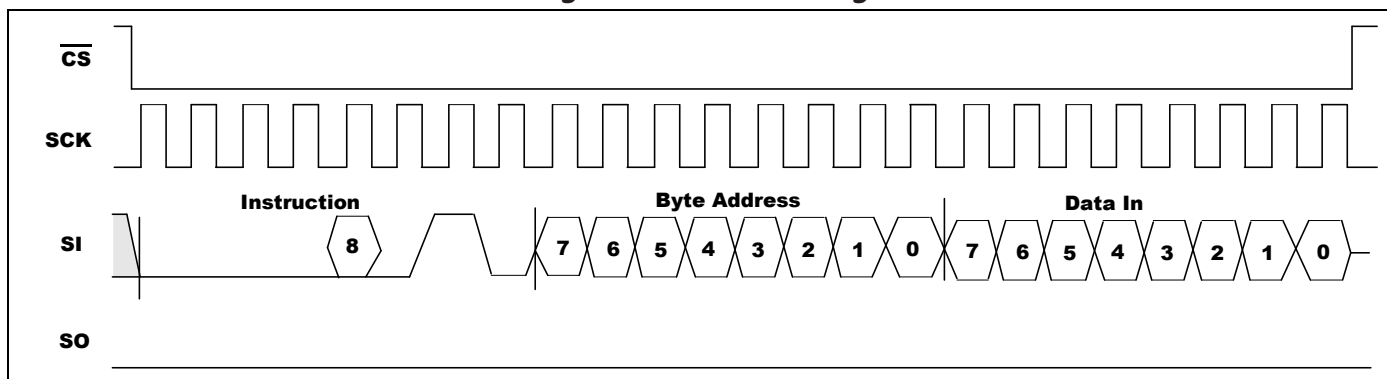 CS
SCK
Instruction
Byte Address
Data In
SI
8
7 6 5 4 3 2 1 0
7 6 5 4 3 2 1 0
SO